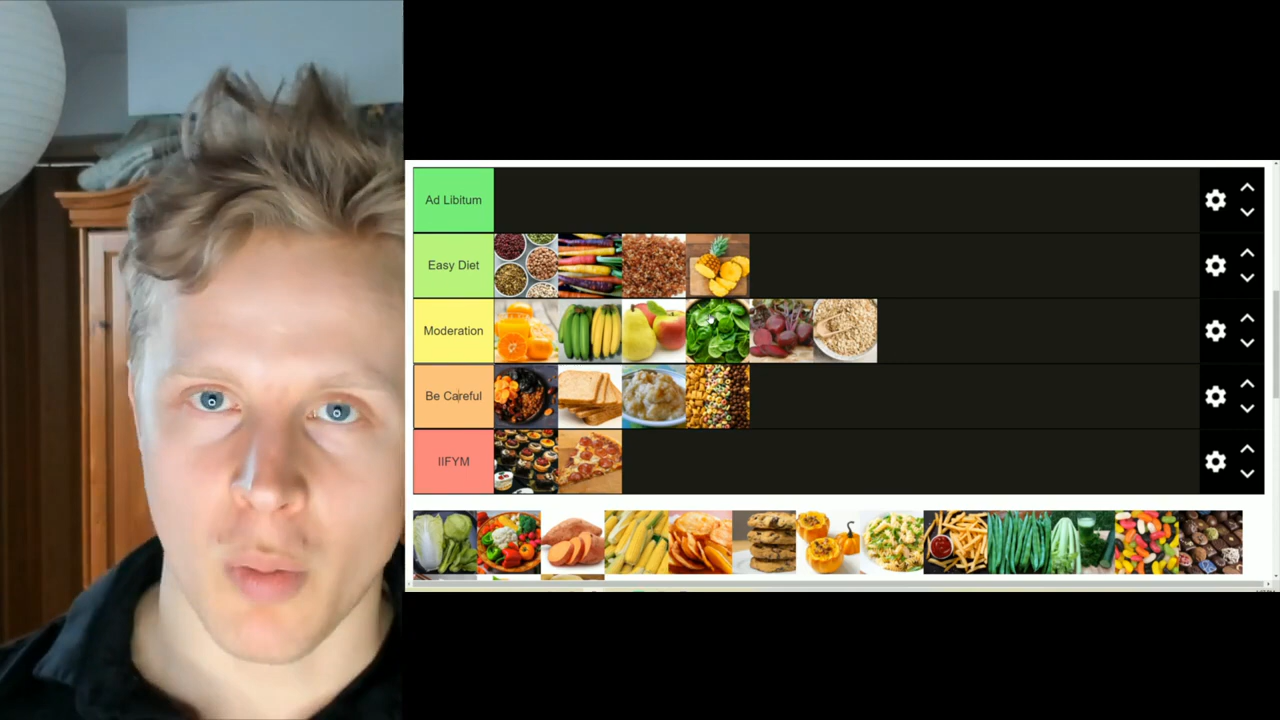 Ad Libitum
Easy Diet
Moderation
Be Careful
IIFYM